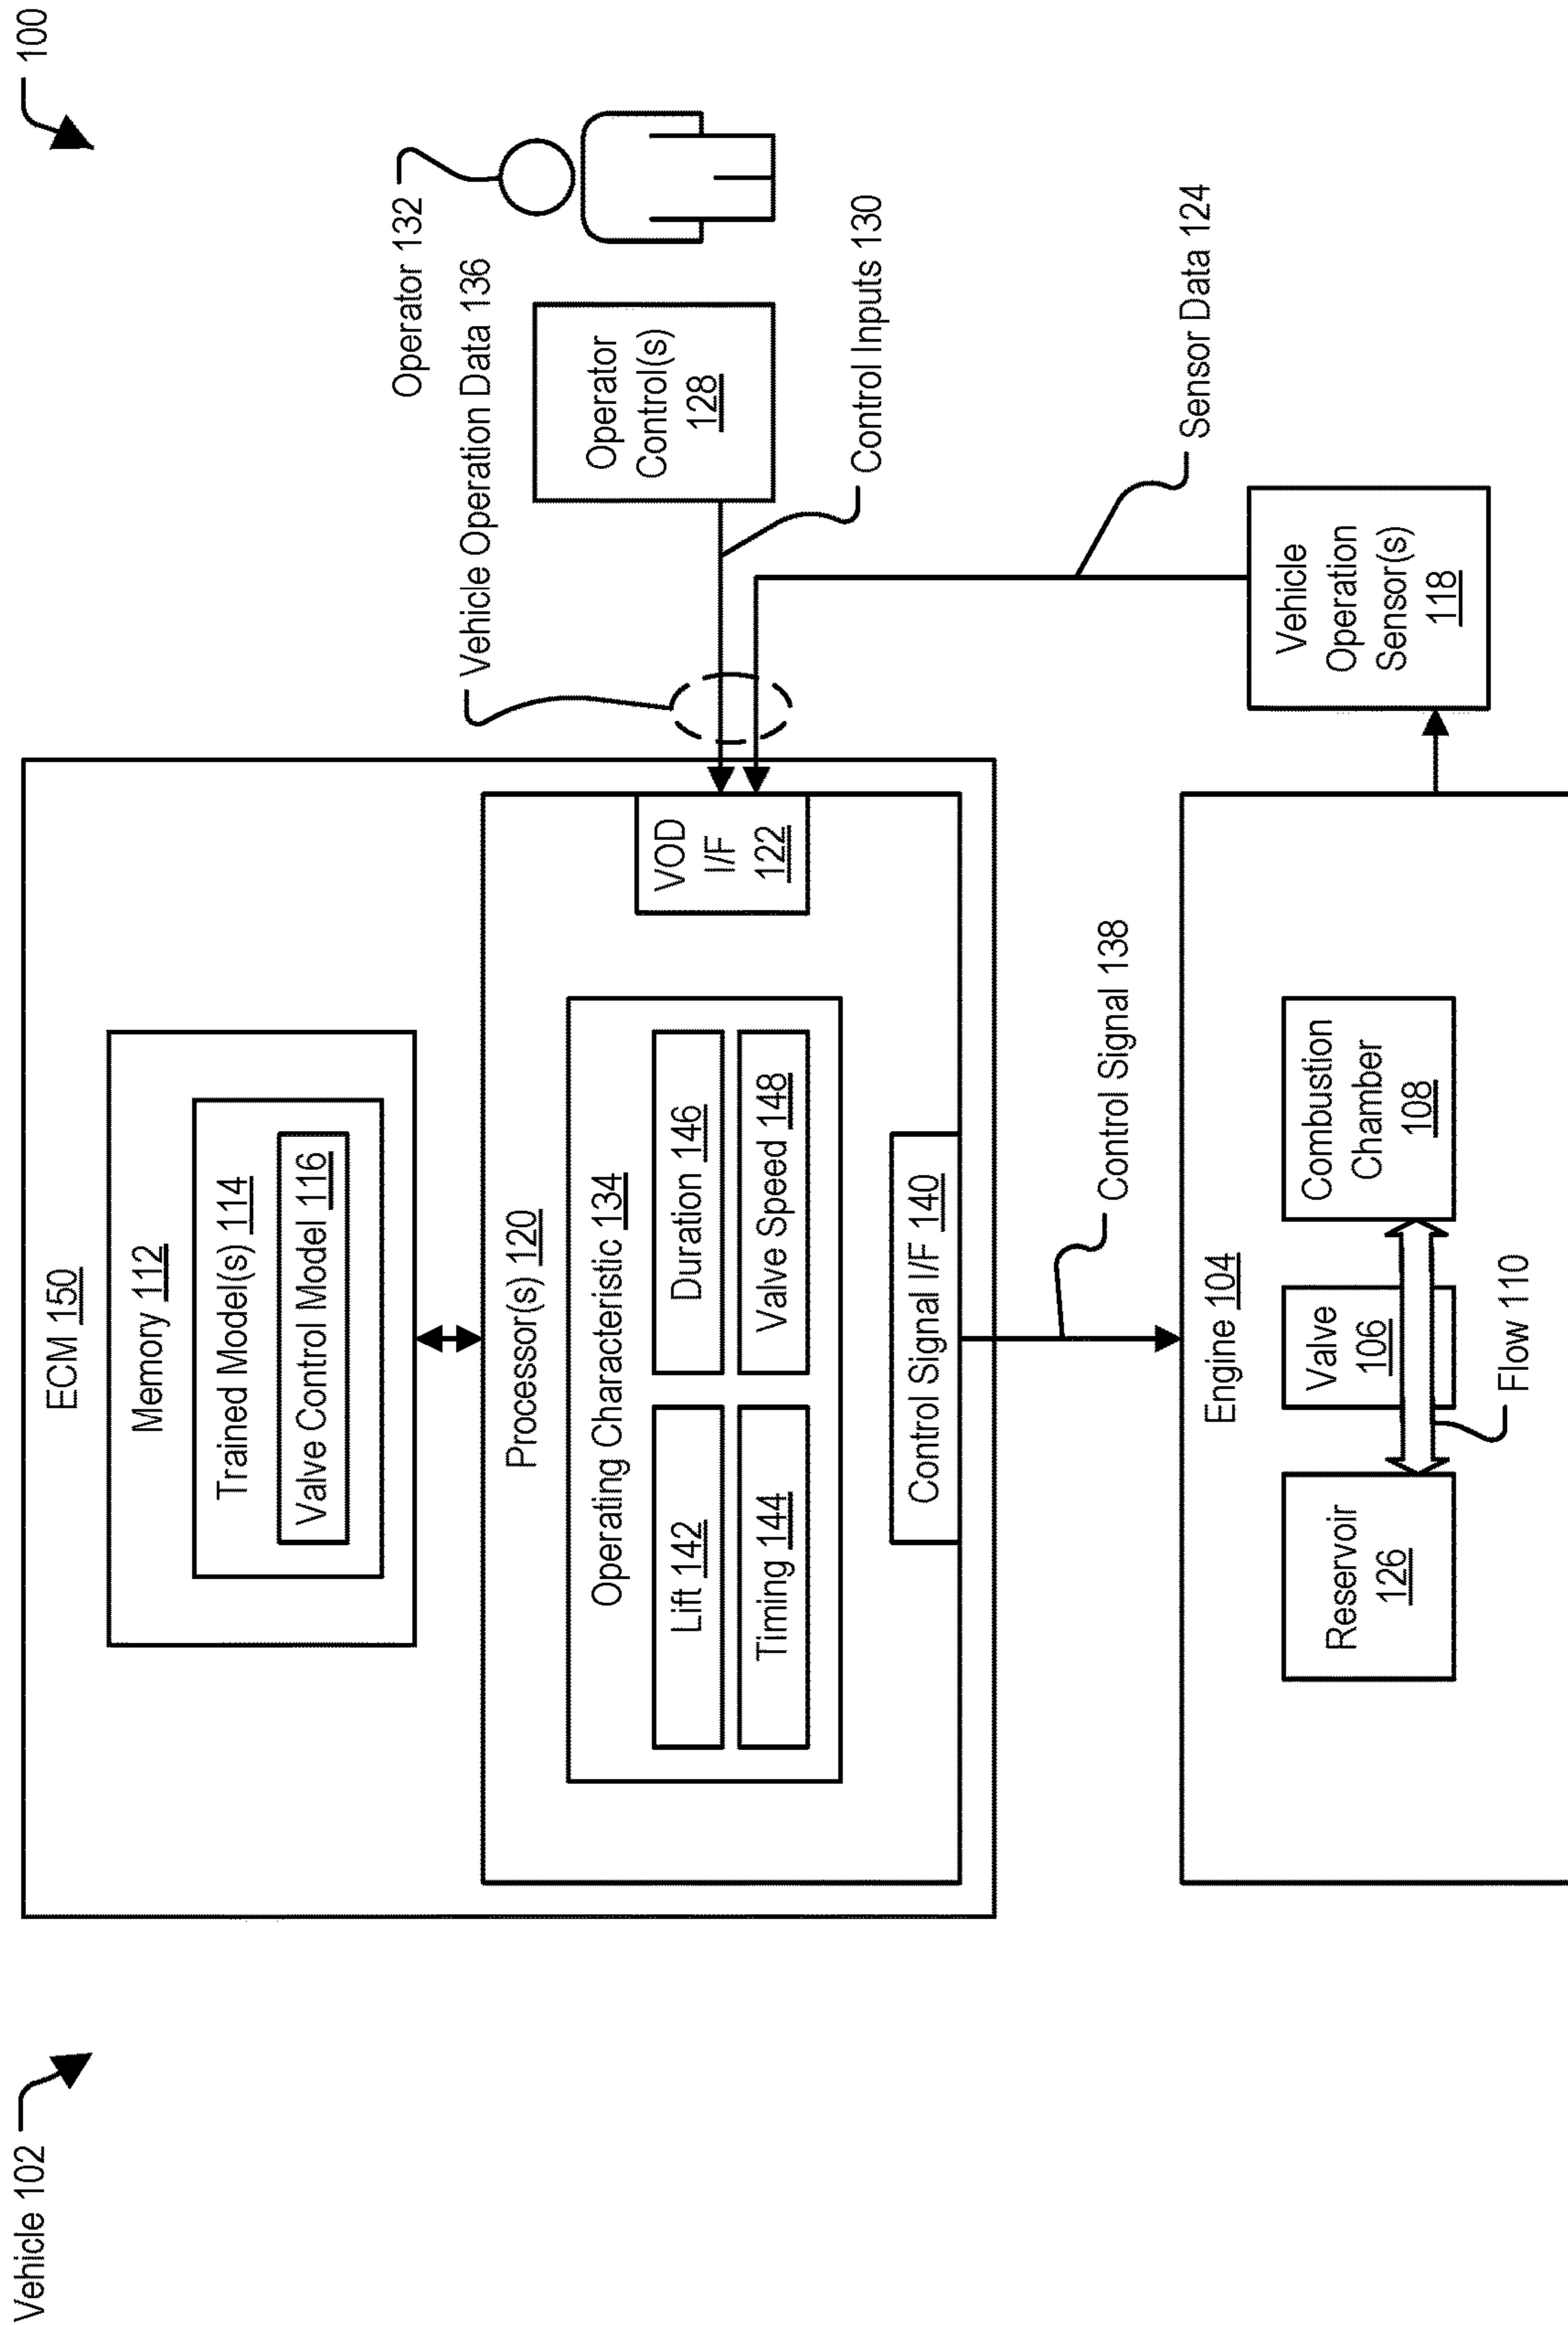 Vehicle 102
100
ECM 150
Memory 112
Trained Model(s) 114
Valve Control Model 116
Processor(s) 120
Operating Characteristic 134
Lift 142
Duration 146
Timing 144
Valve Speed 148
VOD
I/F
122
Control Signal I/F 140
Operator 132
Vehicle Operation Data 136
Operator
Control(s)
128
Control Inputs 130
Sensor Data 124
Control Signal 138
Engine 104
Reservoir
126
Valve
106
Combustion
Chamber
108
Flow 110
Vehicle
Operation
Sensor(s)
118